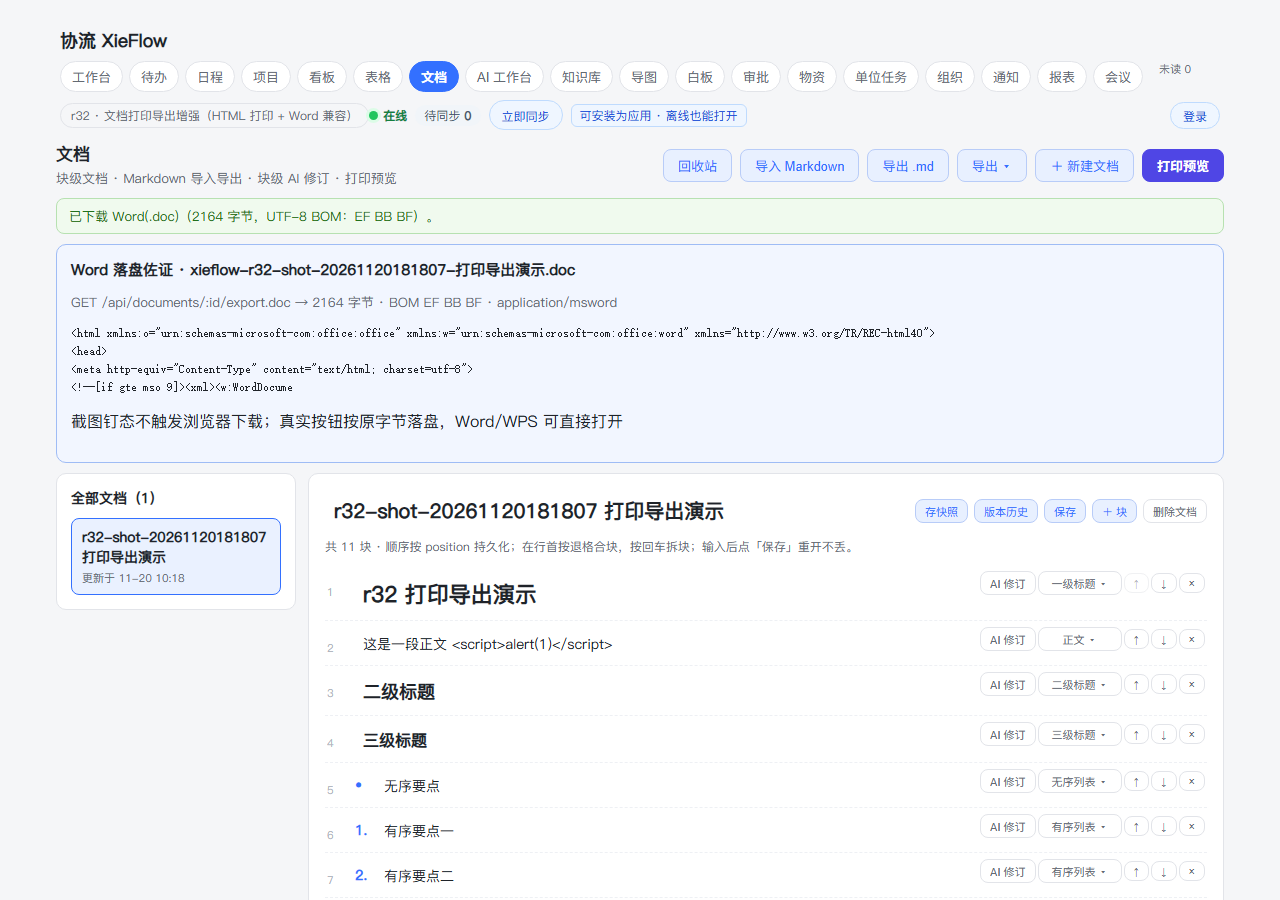 协流 XieFlow
工作台 待办 日程 项目 看板 表格 文档 AI 工作台 知识库 导图 白板 审批 物资 单位任务 组织 通知 报表 会议 未读 0
r32 · 文档打印导出增强（HTML 打印 + Word 兼容） 在线 待同步 0 立即同步 可安装为应用 · 离线也能打开 登录
文档
块级文档 · Markdown 导入导出 · 块级 AI 修订 · 打印预览
回收站 导入 Markdown 导出 .md 导出 ▾ ＋ 新建文档 打印预览
已下载 Word(.doc)（2164 字节，UTF-8 BOM：EF BB BF）。
Word 落盘佐证 · xieflow-r32-shot-20261120181807-打印导出演示.doc
GET /api/documents/:id/export.doc → 2164 字节 · BOM EF BB BF · application/msword
<html xmlns:o="urn:schemas-microsoft-com:office:office" xmlns:w="urn:schemas-microsoft-com:office:word" xmlns="http://www.w3.org/TR/REC-html40">
<head>
<meta http-equiv="Content-Type" content="text/html; charset=utf-8">
<!--[if gte mso 9]><xml><w:WordDocume
截图钉态不触发浏览器下载；真实按钮按原字节落盘，Word/WPS 可直接打开
全部文档（1）
r32-shot-20261120181807
打印导出演示
更新于 11-20 10:18
r32-shot-20261120181807 打印导出演示 存快照 版本历史 保存 ＋ 块 删除文档
共 11 块 · 顺序按 position 持久化；在行首按退格合块，按回车拆块；输入后点「保存」重开不丢。
1 r32 打印导出演示 AI 修订 一级标题 ▾ ↑ ↓ ×
2 这是一段正文 <script>alert(1)</script> AI 修订 正文 ▾ ↑ ↓ ×
3 二级标题 AI 修订 二级标题 ▾ ↑ ↓ ×
4 三级标题 AI 修订 三级标题 ▾ ↑ ↓ ×
5 • 无序要点 AI 修订 无序列表 ▾ ↑ ↓ ×
6 1. 有序要点一 AI 修订 有序列表 ▾ ↑ ↓ ×
7 2. 有序要点二 AI 修订 有序列表 ▾ ↑ ↓ ×